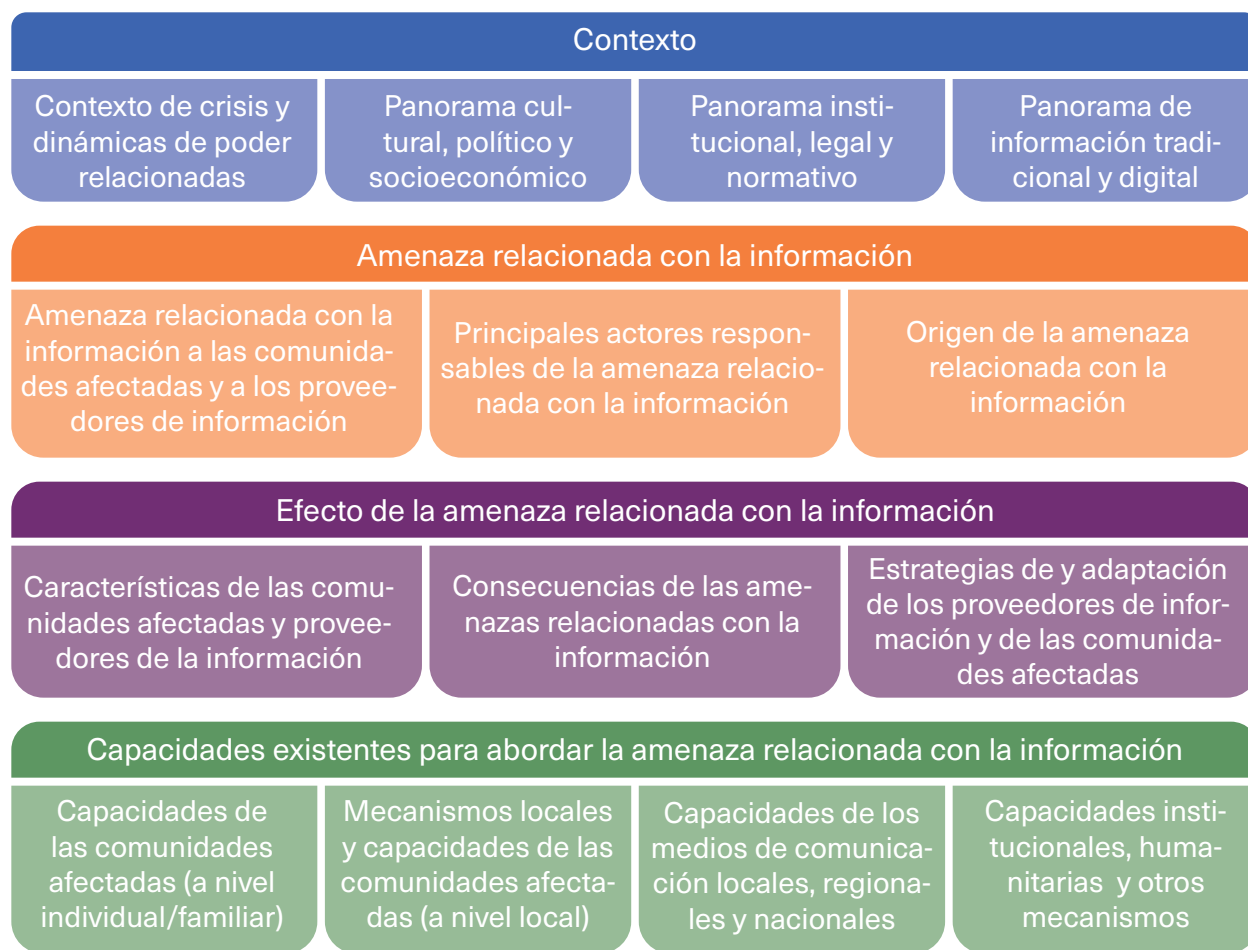 Contexto
Contexto de crisis y
dinámicas de poder
relacionadas
Panorama cul-
tural, político y
socioeconómico
Panorama insti-
tucional, legal y
normativo
Panorama de
información tradi-
cional y digital
Amenaza relacionada con la información
Amenaza relacionada con la
información a las comunida-
des afectadas y a los provee-
dores de información
Principales actores respon-
sables de la amenaza relacio-
nada con la información
Origen de la amenaza
relacionada con la
información
Efecto de la amenaza relacionada con la información
Características de las comu-
nidades afectadas y provee-
dores de la información
Consecuencias de las ame-
nazas relacionadas con la
información
Estrategias de y adaptación
de los proveedores de infor-
mación y de las comunida-
des afectadas
Capacidades existentes para abordar la amenaza relacionada con la información
Capacidades de
las comunidades
afectadas (a nivel
individual/familiar)
Mecanismos locales
y capacidades de las
comunidades afecta-
das (a nivel local)
Capacidades de los
medios de comunica-
ción locales, regiona-
les y nacionales
Capacidades insti-
tucionales, huma-
nitarias y otros
mecanismos